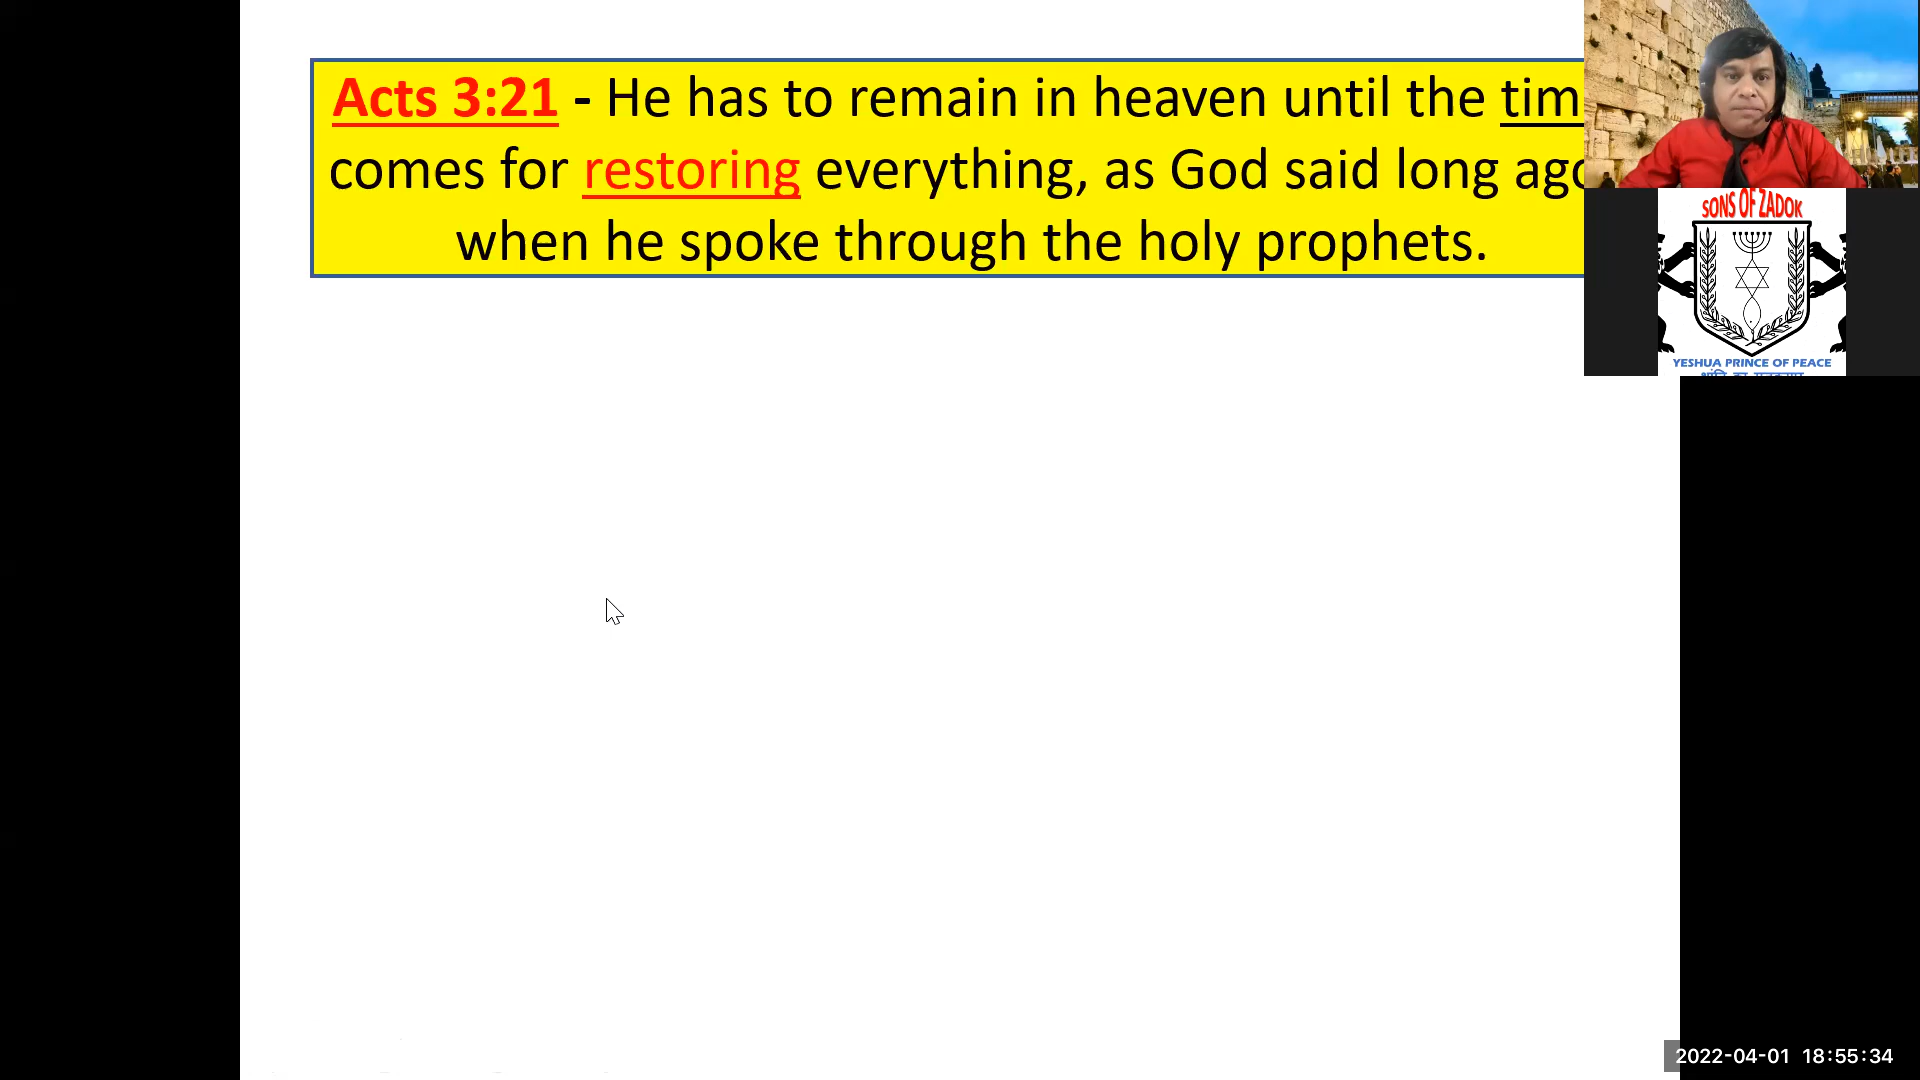 Acts 3:21 - He has to remain in heaven until the
comes for restoring everything, as God said long
when he spoke through the holy prophets.
SONS OF ZADOK
YESHUA PRINCE OF PEACE
2022-04-01 18:55:34